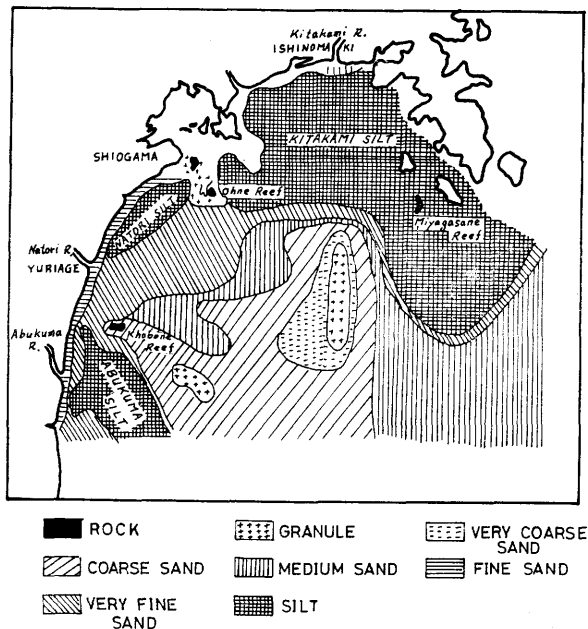 Kitakami R.
ISHINOMAKI
KITAKAMI SILT
SHIOGAMA
Ohne Reef
Miyagasane
Reef
NATORI SILT
Natori R.
YURIAGE
Abukuma
R.
Khobane
Reef
ABUKUMA
SILT
ROCK
GRANULE
VERY COARSE
SAND
COARSE SAND
MEDIUM SAND
FINE SAND
VERY FINE
SAND
SILT